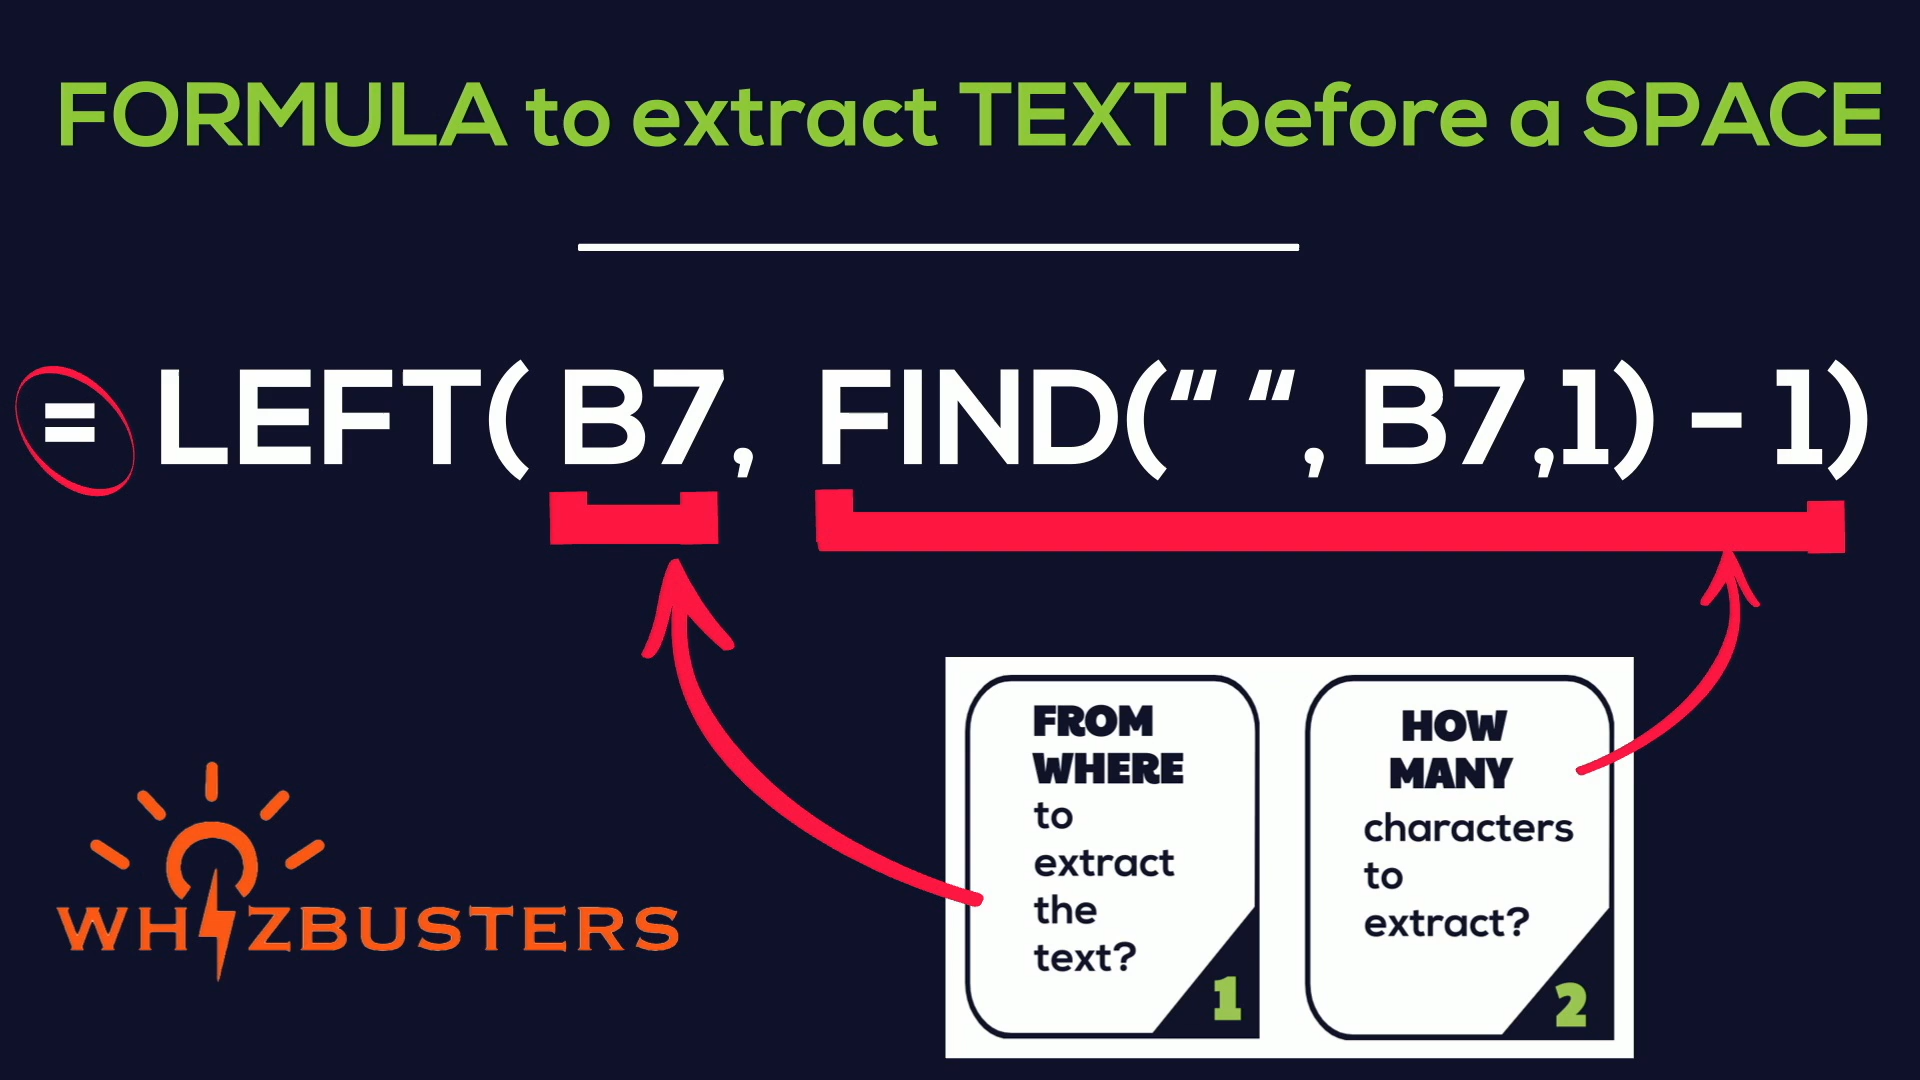 FORMULA to extract TEXT before a SPACE
= LEFT( B7, FIND(“ “, B7,1) - 1)
FROM
WHERE
to
extract
the
text?
1
HOW
MANY
characters
to
extract?
2
WHIZBUSTERS